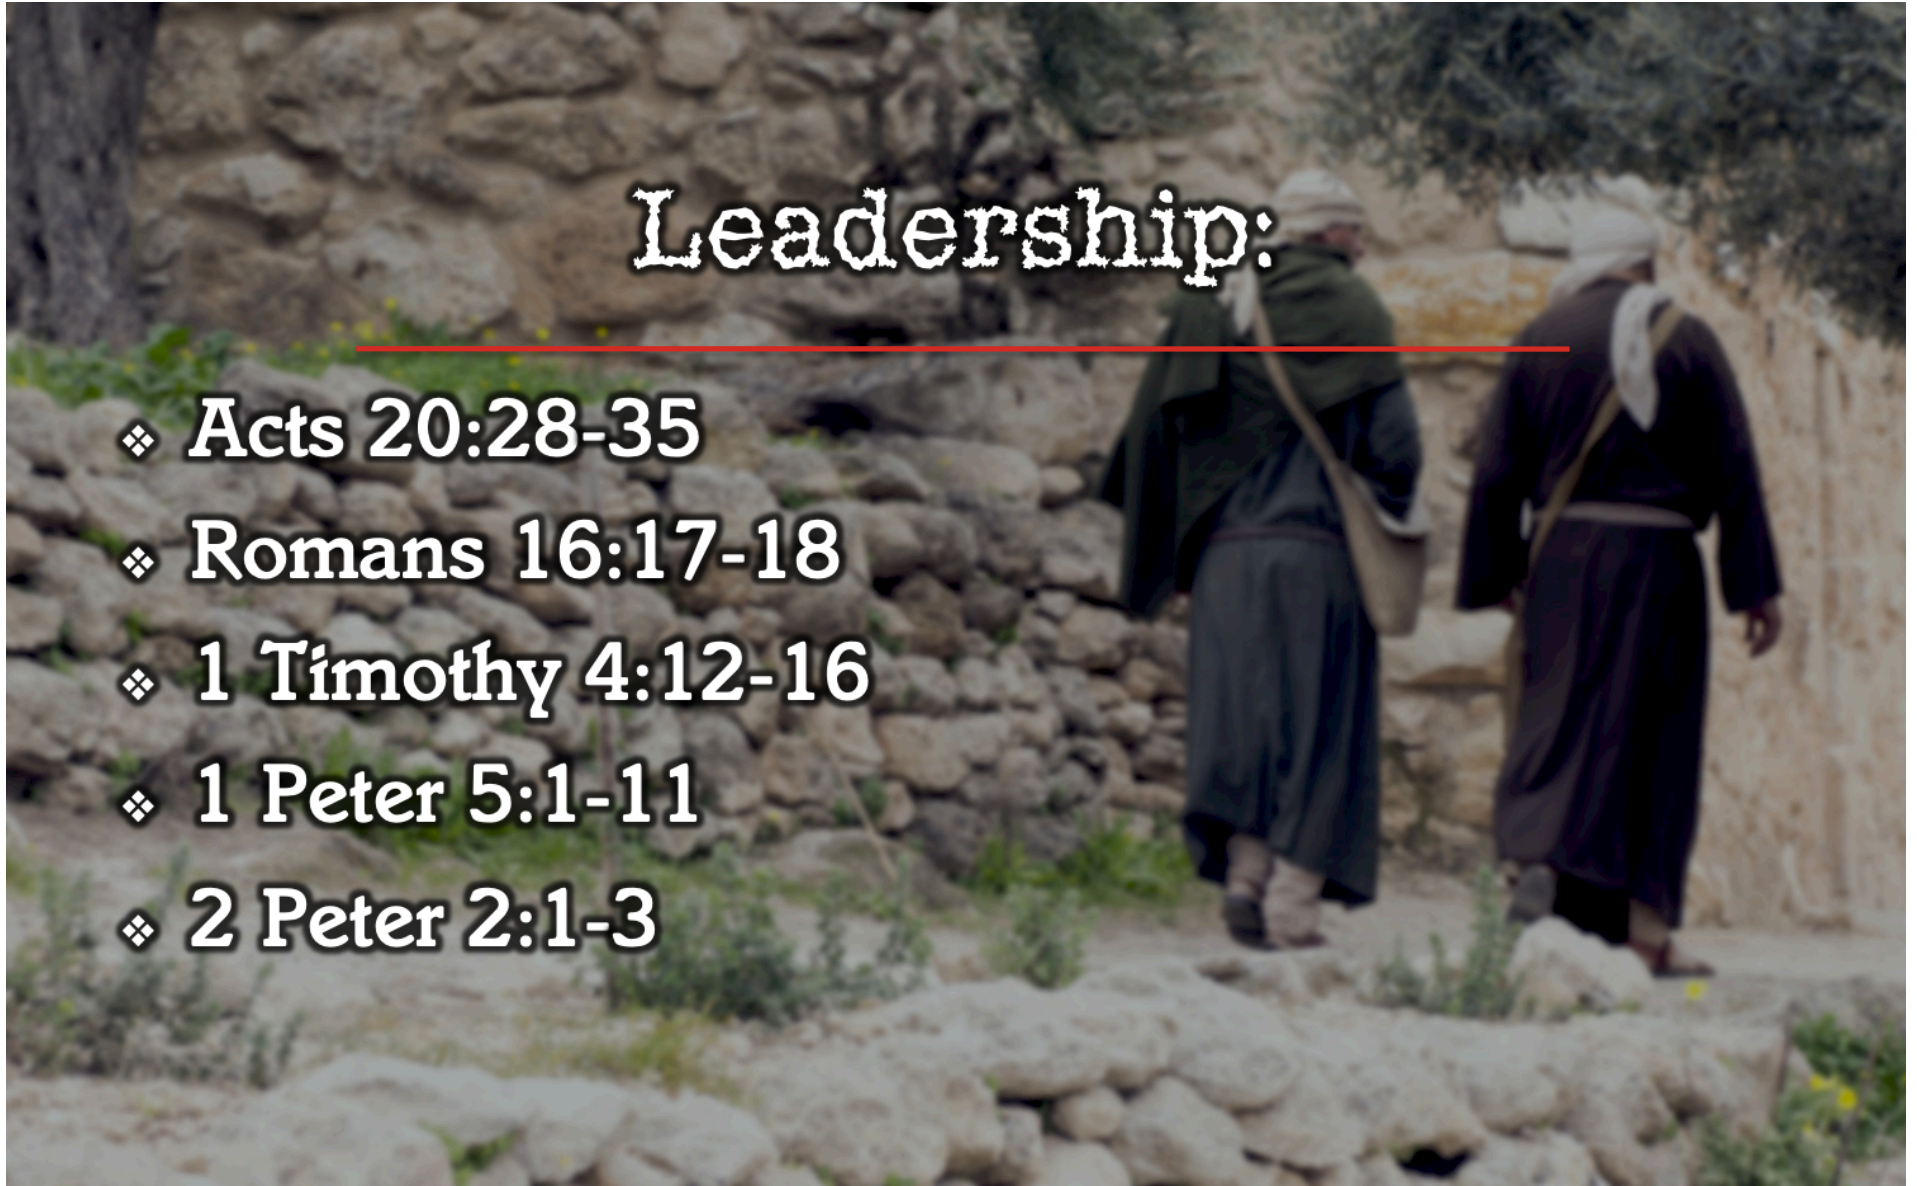 Leadership:
❖ Acts 20:28-35
❖ Romans 16:17-18
❖ 1 Timothy 4:12-16
❖ 1 Peter 5:1-11
❖ 2 Peter 2:1-3